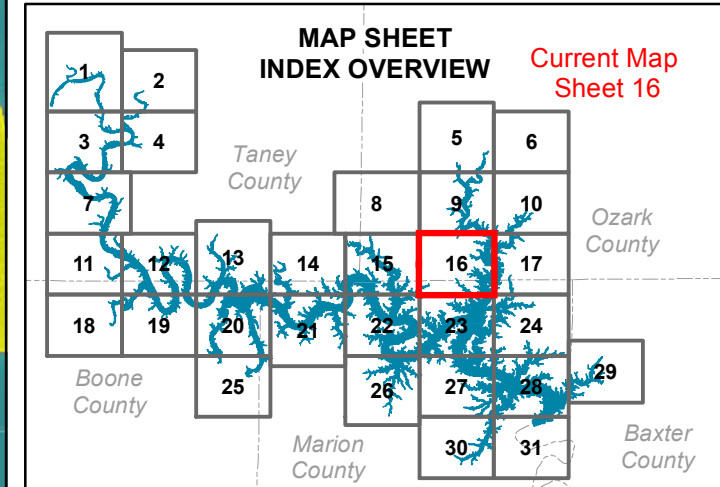 MAP SHEET
INDEX OVERVIEW
Current Map
Sheet 16
1
2
3
4
5
6
Taney
County
7
8
9
10
Ozark
County
11
12
13
14
15
16
17
18
19
20
21
22
23
24
Boone
County
25
26
27
28
29
Marion
County
30
31
Baxter
County